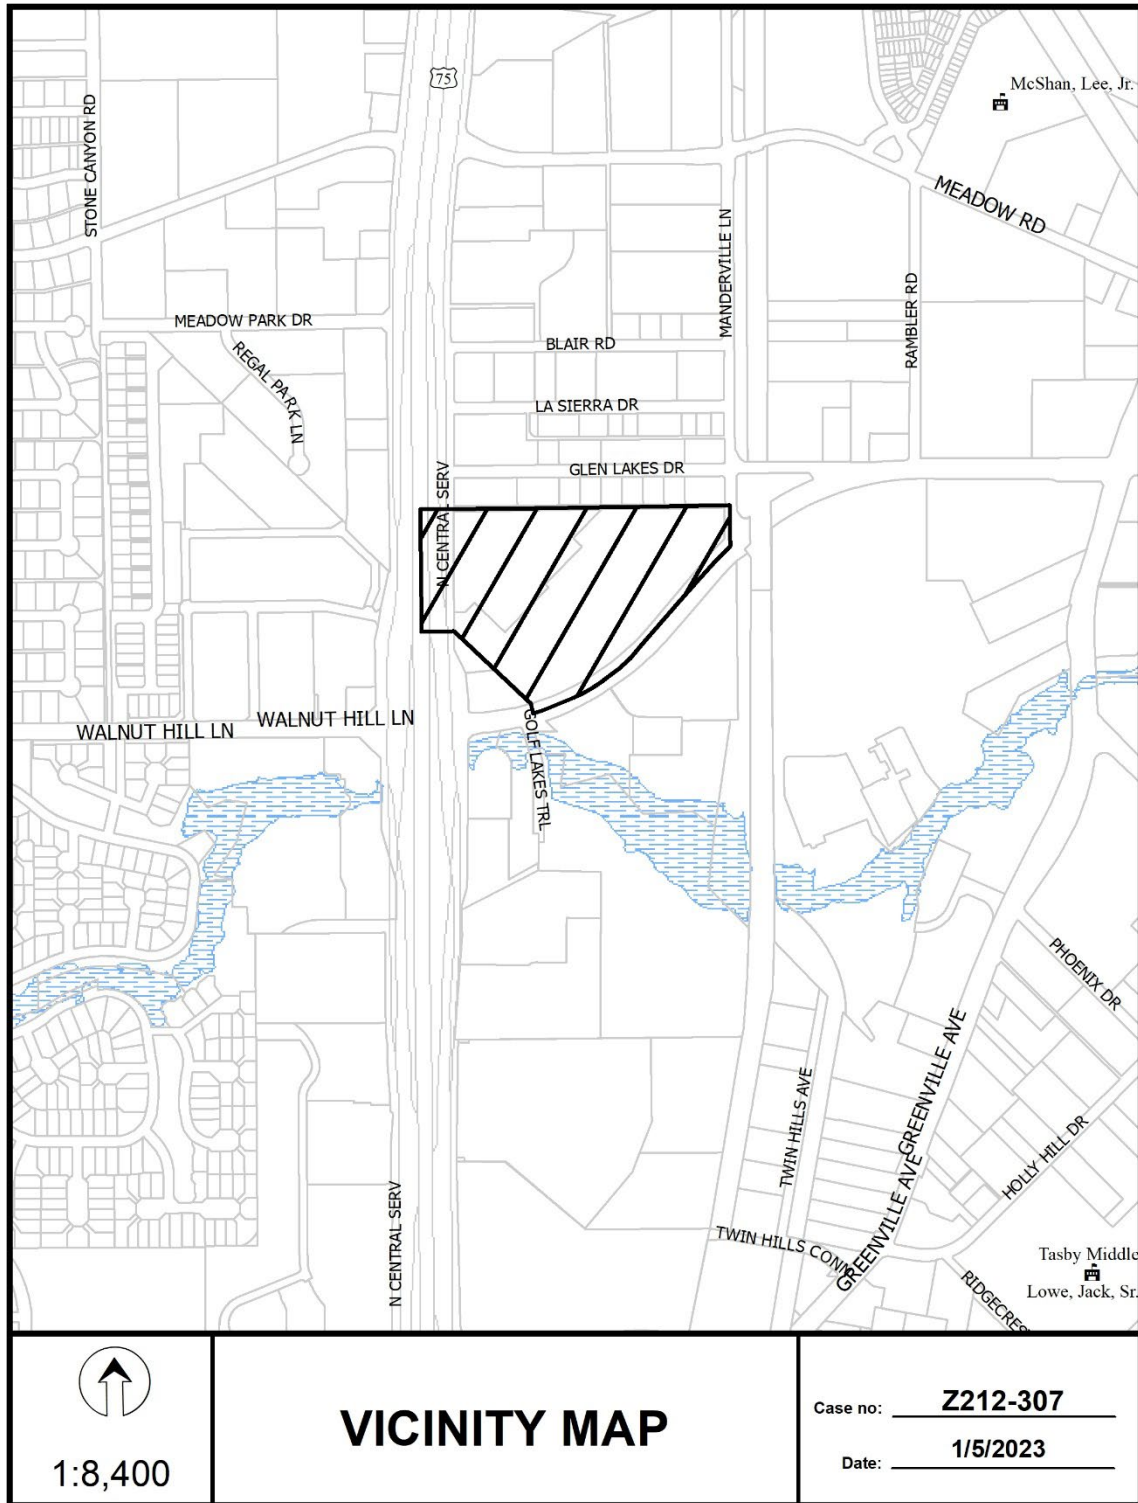 75
McShan, Lee, Jr.
STONE CANYON RD
MEADOW RD
MANDERVILLE LN
RAMBLER RD
MEADOW PARK DR
REGAL PARK LN
BLAIR RD
LA SIERRA DR
GLEN LAKES DR
N CENTRAL SERV
WALNUT HILL LN
WALNUT HILL LN
GOLF LAKES TRL
PHOENIX DR
GREENVILLE AVE
TWIN HILLS AVE
HOLLY HILL DR
GREENVILLE AVE
N CENTRAL SERV
TWIN HILLS CONN
Tasby Middle
Lowe, Jack, Sr.
RIDGECRES
1:8,400
VICINITY MAP
Case no: Z212-307
Date: 1/5/2023